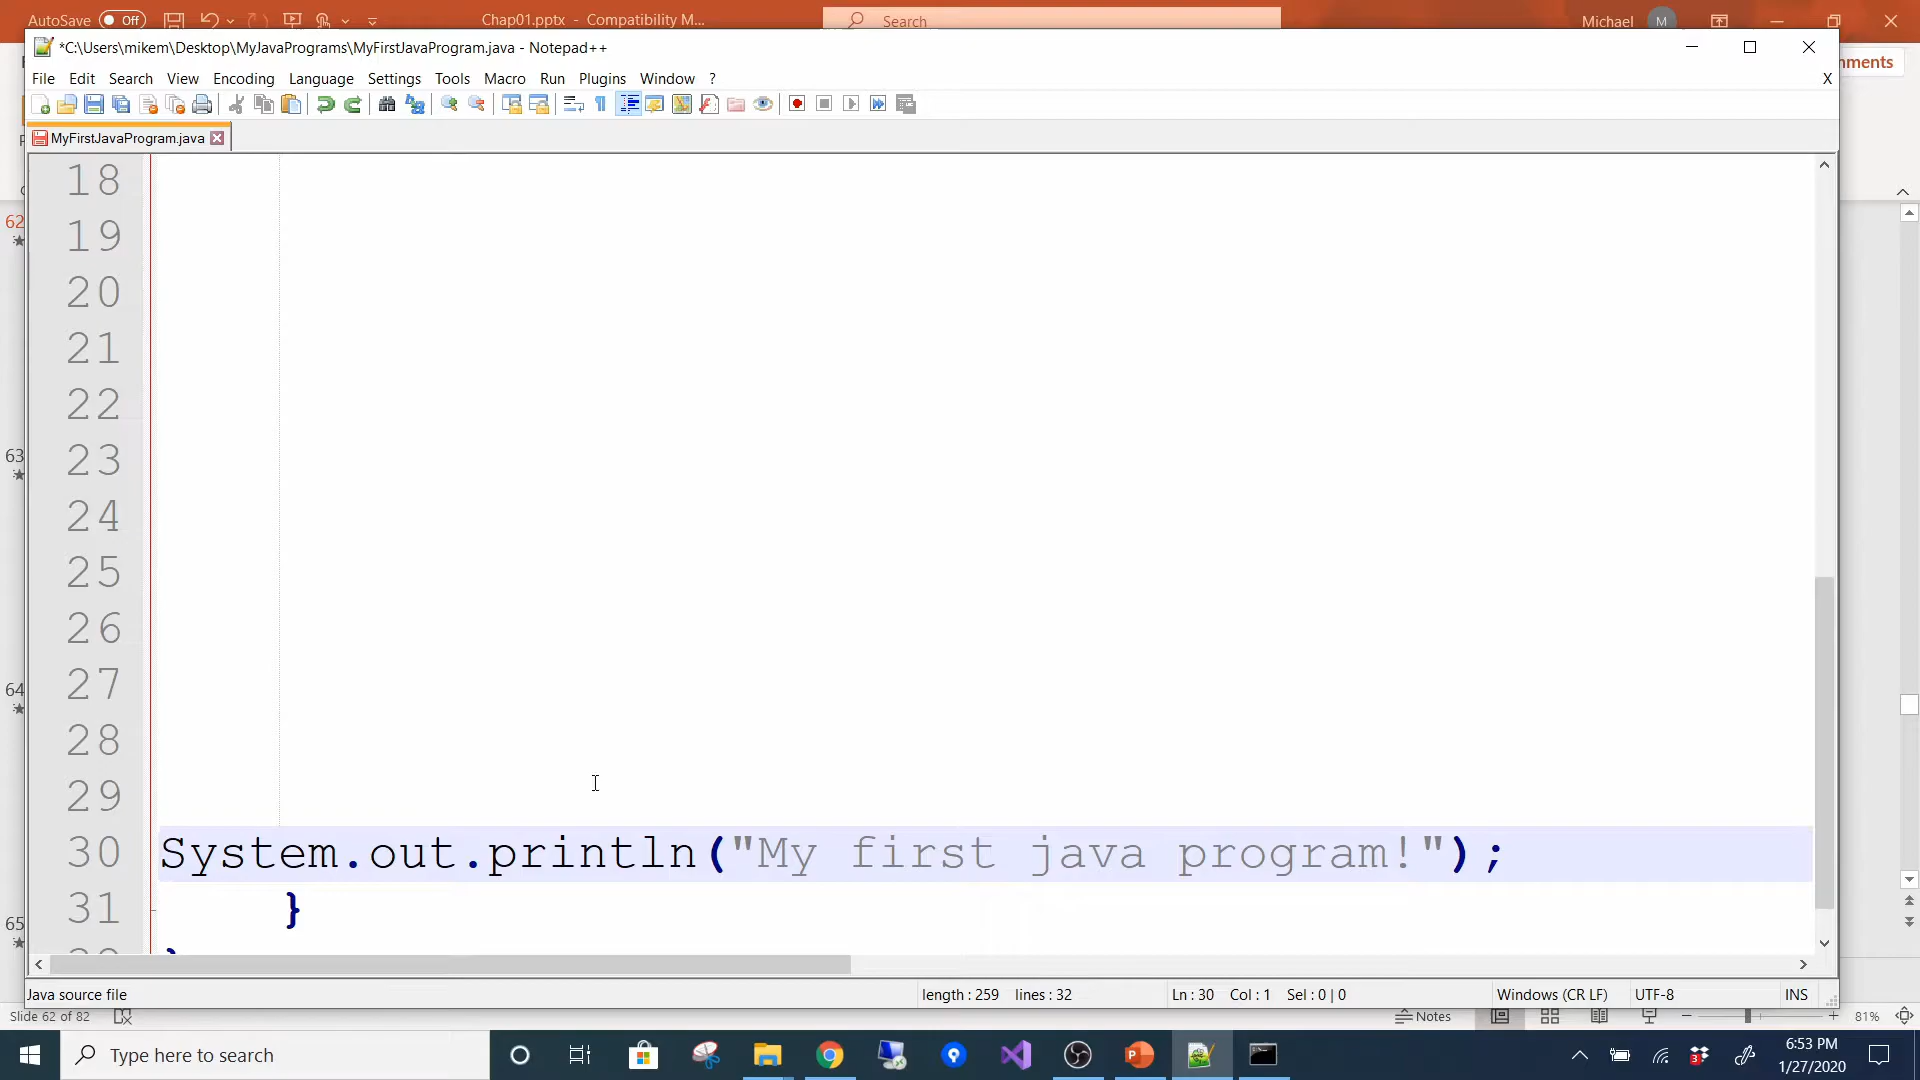 AutoSave Off Chap01.pptx - Compatibility M... Search Michael M
*C:\Users\mikem\Desktop\MyJavaPrograms\MyFirstJavaProgram.java - Notepad++
File Edit Search View Encoding Language Settings Tools Macro Run Plugins Window ? X
MyFirstJavaProgram.java
18
19
20
21
22
23
24
25
26
27
28
29
30 System.out.println("My first java program!");
31 }
62
63
64
65
Java source file length : 259 lines : 32 Ln : 30 Col : 1 Sel : 0 | 0 Windows (CR LF) UTF-8 INS
Slide 62 of 82 Notes 81%
Type here to search 6:53 PM
1/27/2020